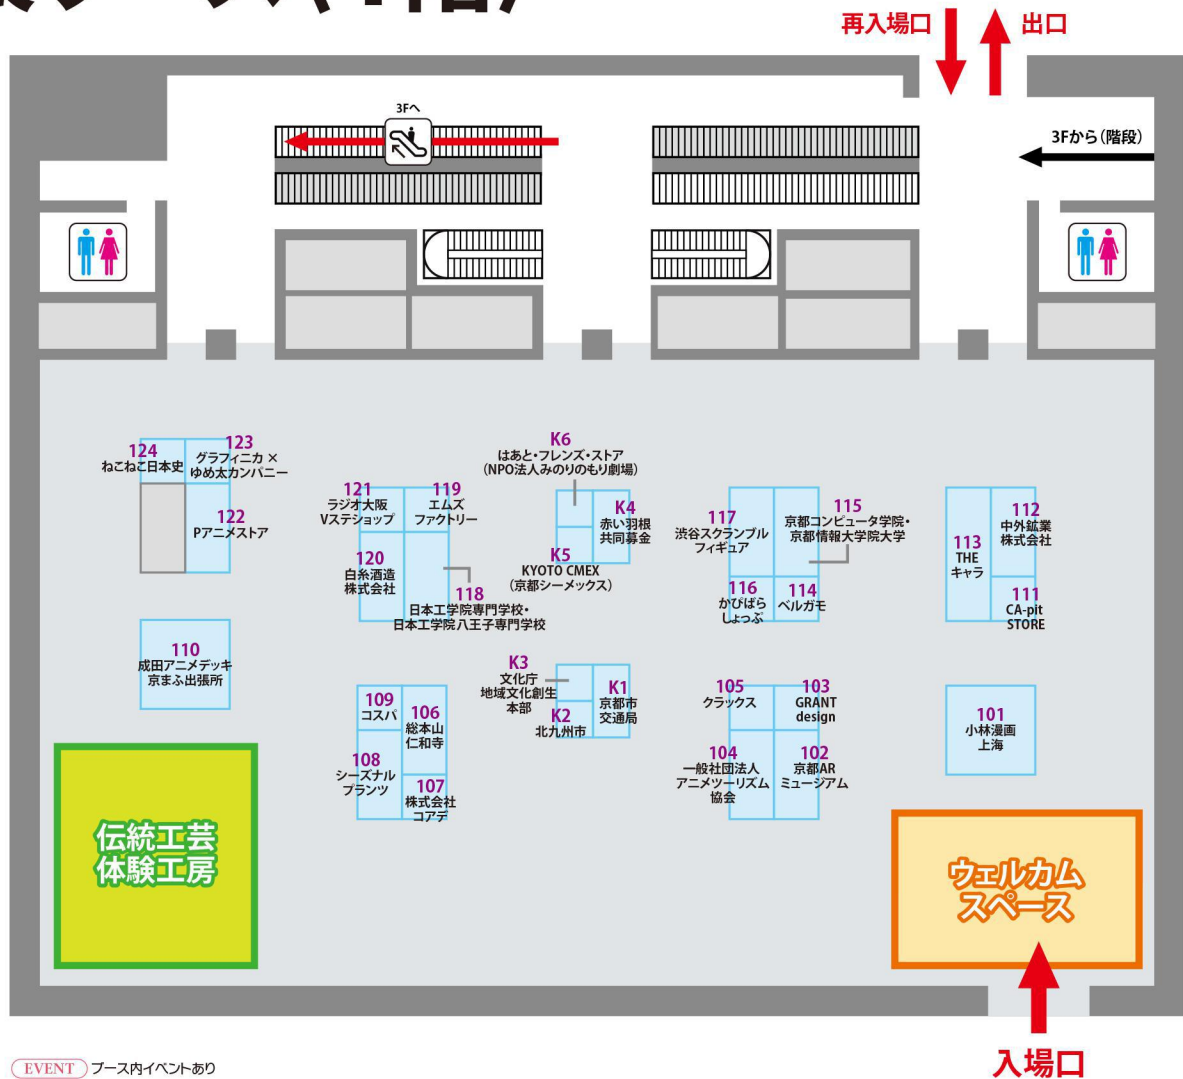 再入場口
出口
3Fへ
3Fから（階段）
124
ねこねこ日本史
123
グラフィニカ ×
ゆめ太カンパニー
122
Pアニメストア
121
ラジオ大阪
Vステショップ
119
エムズ
ファクトリー
120
白糸酒造
株式会社
118
日本工学院専門学校・
日本工学院八王子専門学校
K6
はあと・フレンズ・ストア
（NPO法人みのりのもり劇場）
K4
赤い羽根
共同募金
K5
KYOTO CMEX
（京都シーメックス）
117
渋谷スクランブル
フィギュア
115
京都コンピュータ学院・
京都情報大学院大学
116
かぴばら
しょっぷ
114
ベルガモ
113
THE
キャラ
112
中外鉱業
株式会社
111
CA-pit
STORE
110
成田アニメデッキ
京まふ出張所
109
コスパ
106
総本山
仁和寺
108
シーズナル
プランツ
107
株式会社
コアデ
K3
文化庁
地域文化創生
本部
K1
京都市
交通局
K2
北九州市
105
クラックス
103
GRANT
design
104
一般社団法人
アニメツーリズム
協会
102
京都AR
ミュージアム
101
小林漫画
上海
伝統工芸
体験工房
ウェルカム
スペース
入場口
EVENT ブース内イベントあり